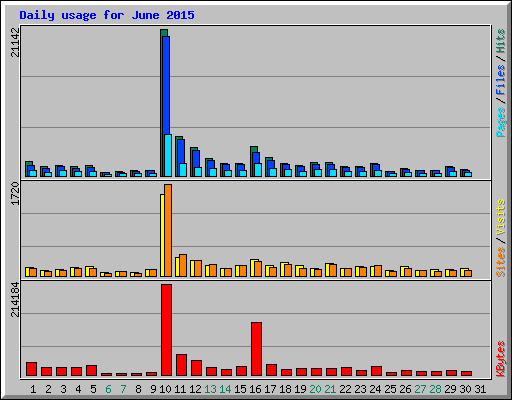 Daily usage for June 2015
21142
Pages / Files / Hits
1720
Sites / Visits
214184
KBytes
1 2 3 4 5 6 7 8 9 10 11 12 13 14 15 16 17 18 19 20 21 22 23 24 25 26 27 28 29 30 31